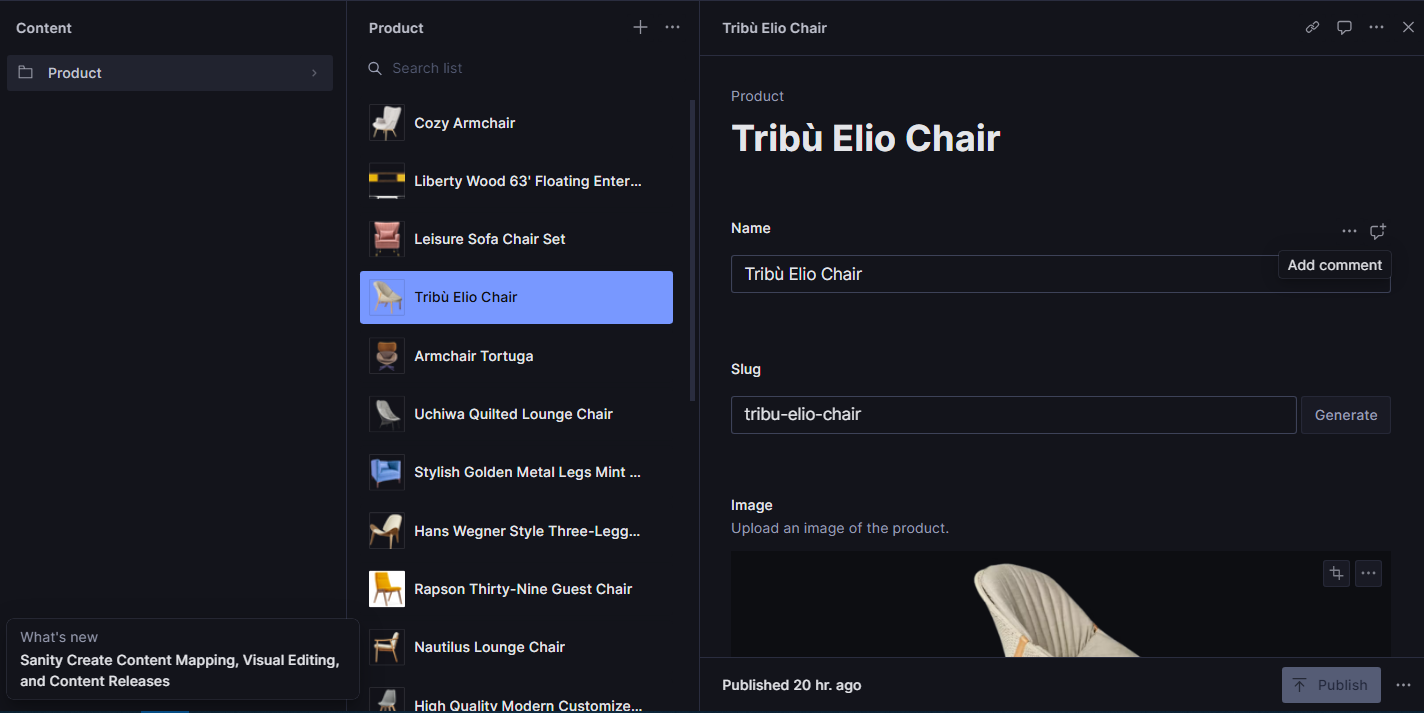 Content
Product
What's new
Sanity Create Content Mapping, Visual Editing,
and Content Releases
Product
Search list
Cozy Armchair
Liberty Wood 63' Floating Enter...
Leisure Sofa Chair Set
Tribù Elio Chair
Armchair Tortuga
Uchiwa Quilted Lounge Chair
Stylish Golden Metal Legs Mint ...
Hans Wegner Style Three-Legg...
Rapson Thirty-Nine Guest Chair
Nautilus Lounge Chair
High Quality Modern Customize...
Tribù Elio Chair
Product
Tribù Elio Chair
Name
Add comment
Tribù Elio Chair
Slug
tribu-elio-chair
Generate
Image
Upload an image of the product.
Published 20 hr. ago
Publish